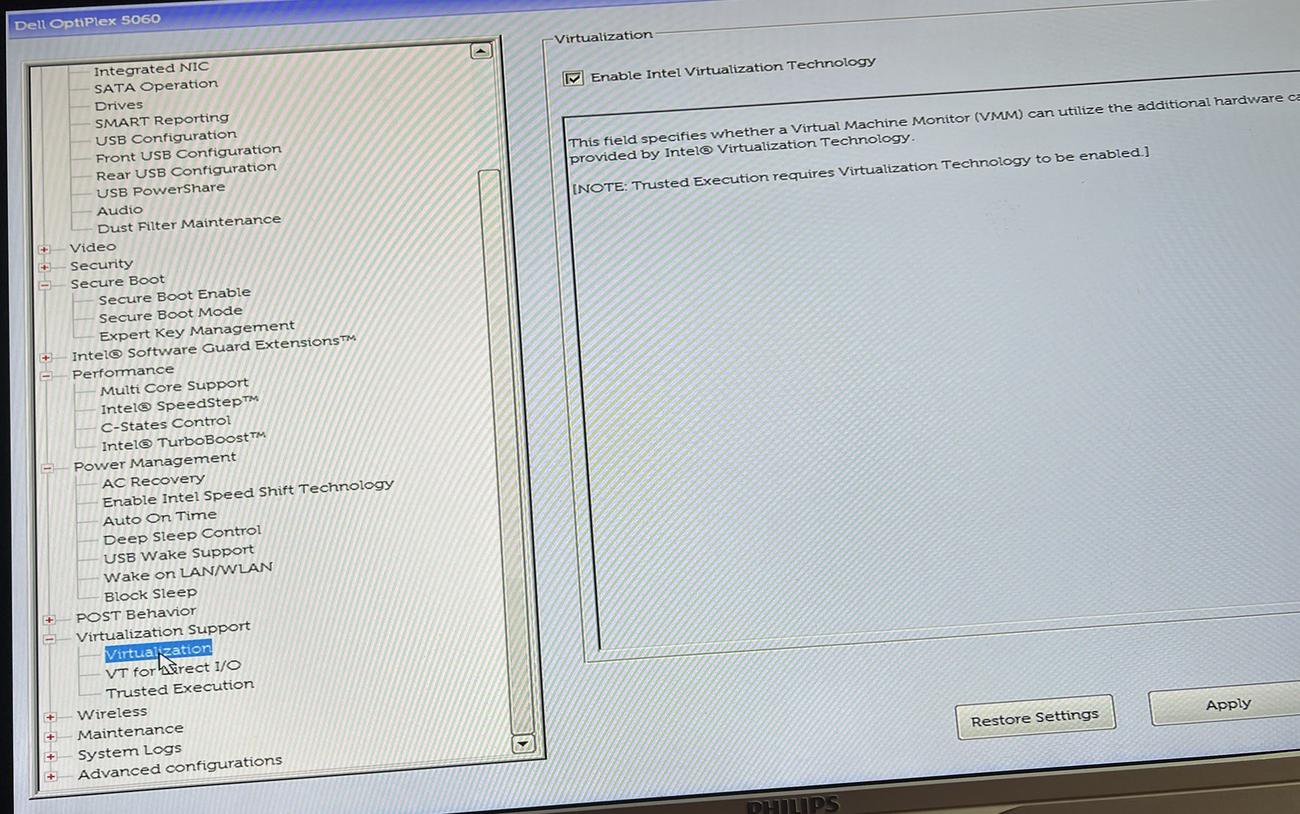 Dell OptiPlex 5060
Integrated NIC
SATA Operation
Drives
SMART Reporting
USB Configuration
Front USB Configuration
Rear USB Configuration
USB PowerShare
Audio
Dust Filter Maintenance
Video
Security
Secure Boot
Secure Boot Enable
Secure Boot Mode
Expert Key Management
Intel® Software Guard Extensions™
Performance
Multi Core Support
Intel® SpeedStep™
C-States Control
Intel® TurboBoost™
Power Management
AC Recovery
Enable Intel Speed Shift Technology
Auto On Time
Deep Sleep Control
USB Wake Support
Wake on LAN/WLAN
Block Sleep
POST Behavior
Virtualization Support
Virtualization
VT for Direct I/O
Trusted Execution
Wireless
Maintenance
System Logs
Advanced configurations
Virtualization
Enable Intel Virtualization Technology
This field specifies whether a Virtual Machine Monitor (VMM) can utilize the additional hardware ca
provided by Intel® Virtualization Technology.
[NOTE: Trusted Execution requires Virtualization Technology to be enabled.]
Restore Settings
Apply
PHILIPS